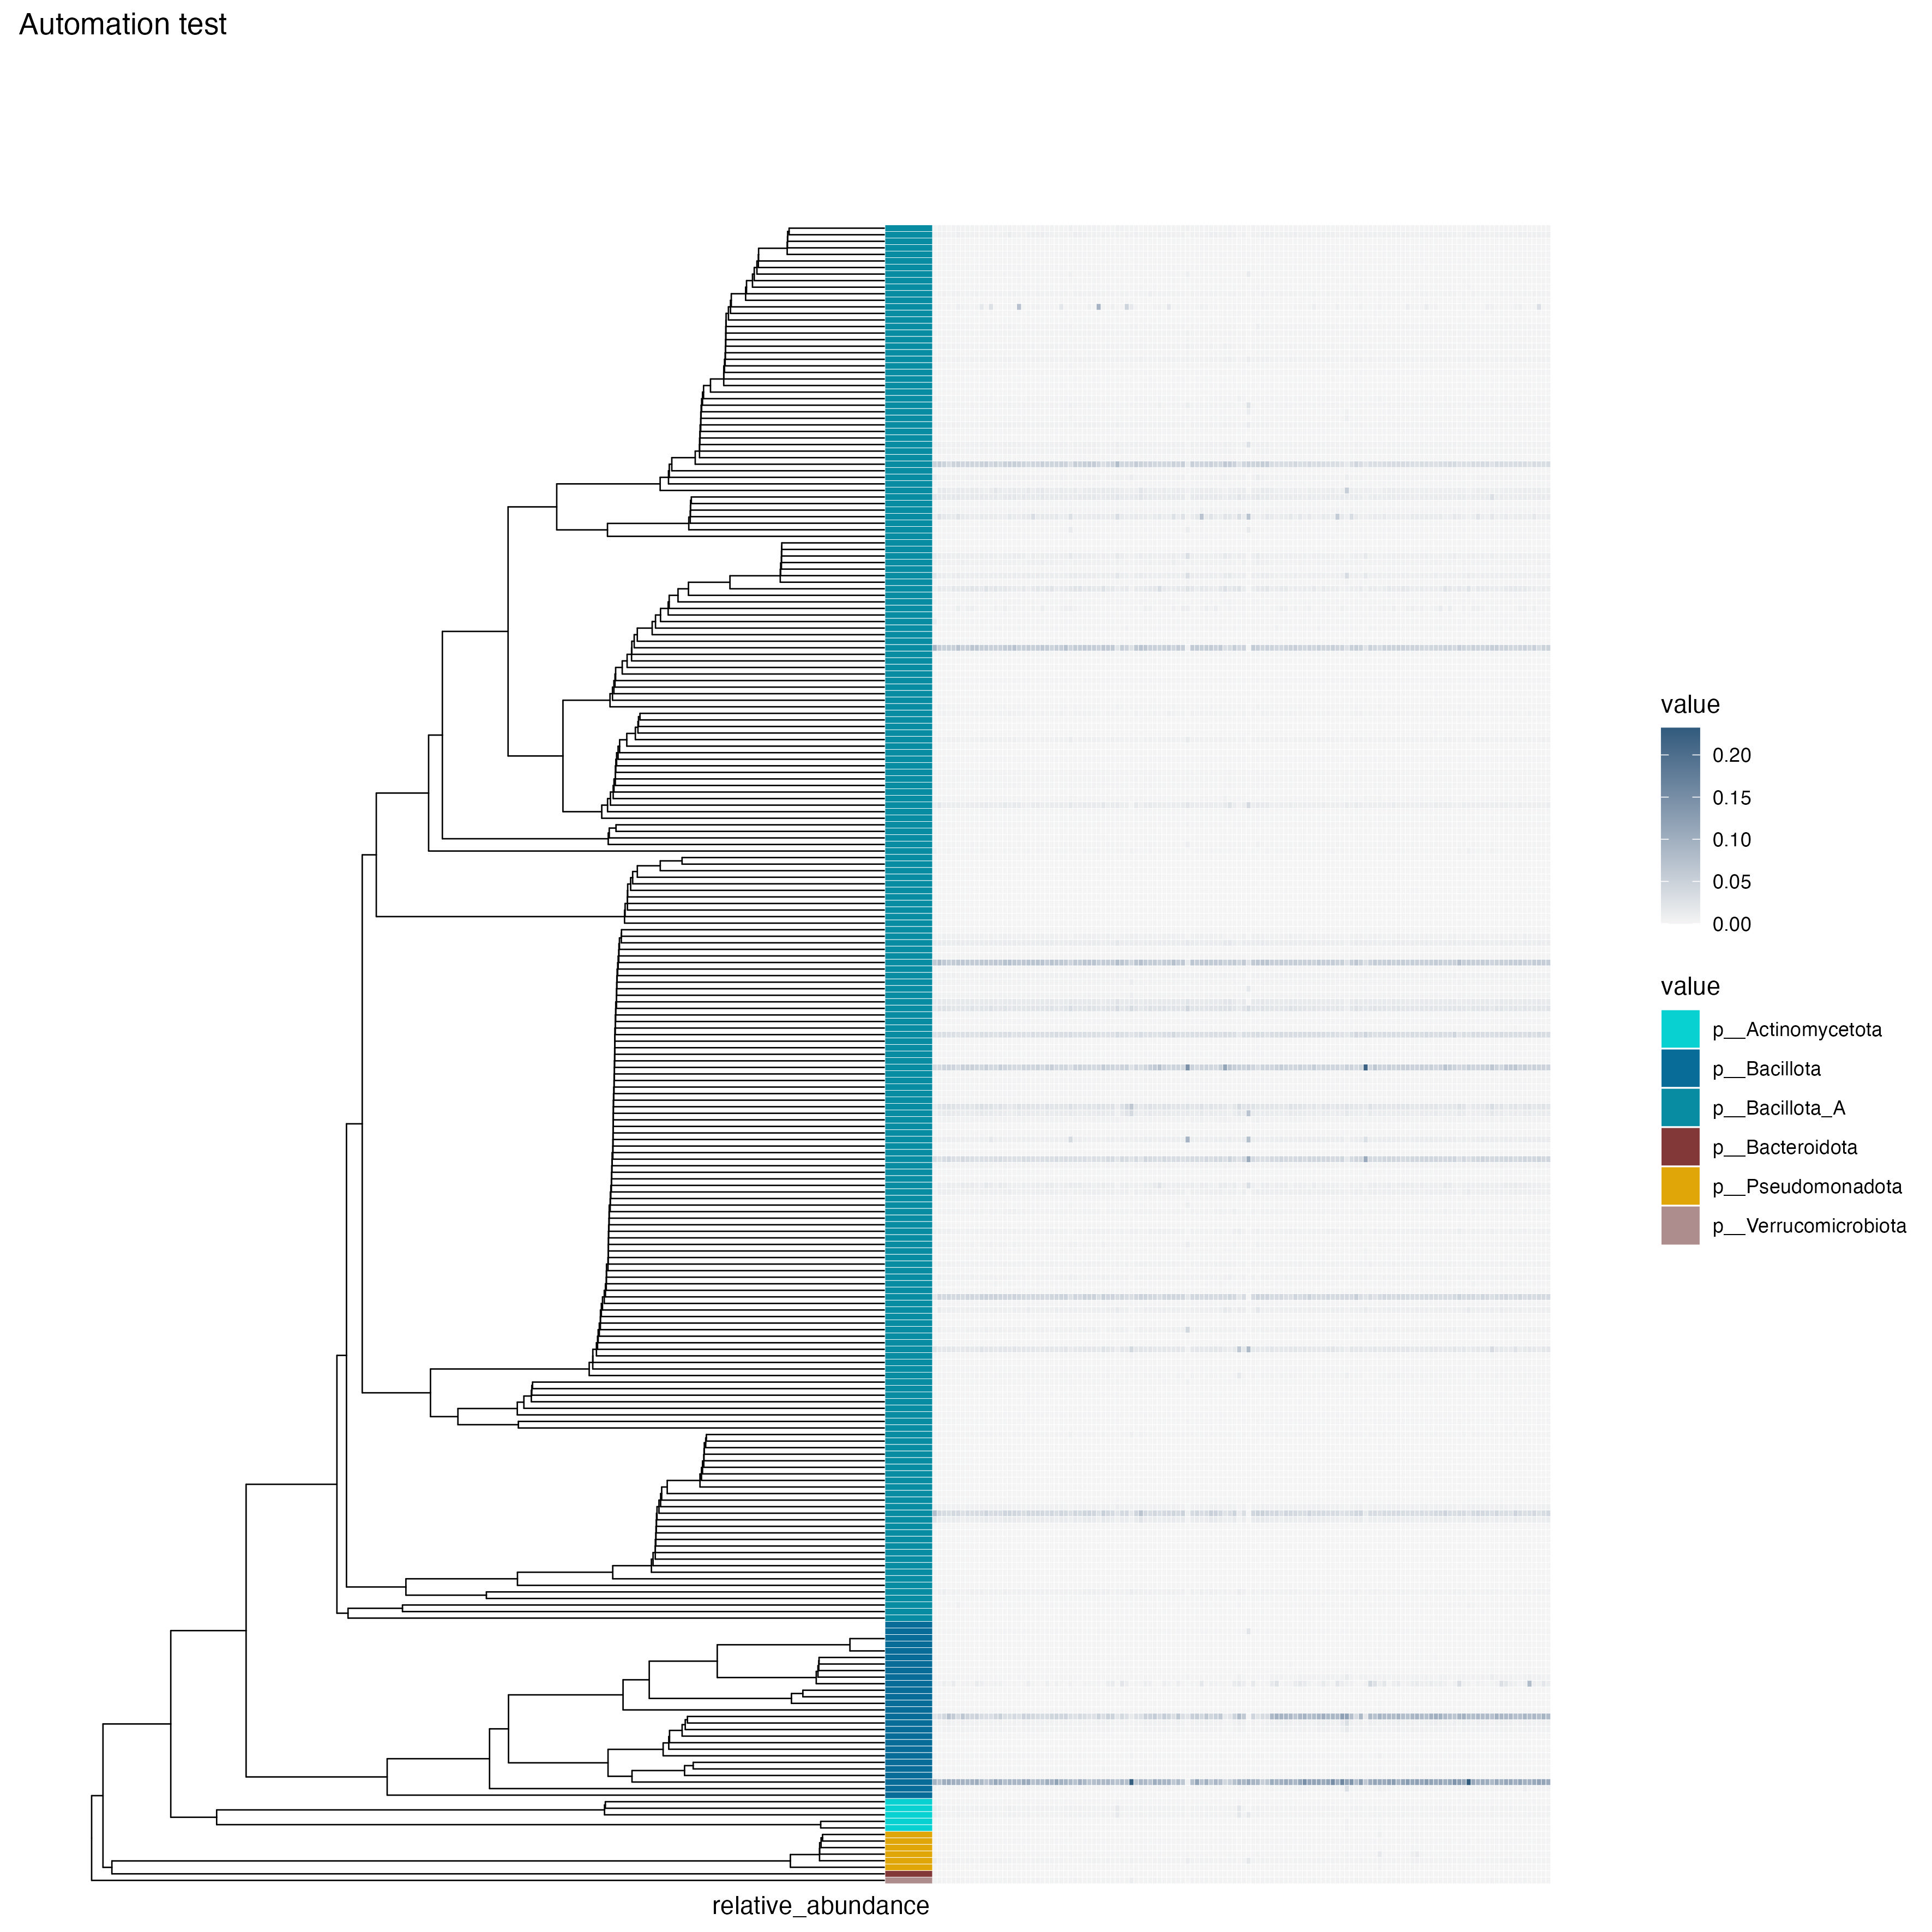 Automation test
value
0.20
0.15
0.10
0.05
0.00
value
p__Actinomycetota
p__Bacillota
p__Bacillota_A
p__Bacteroidota
p__Pseudomonadota
p__Verrucomicrobiota
relative_abundance